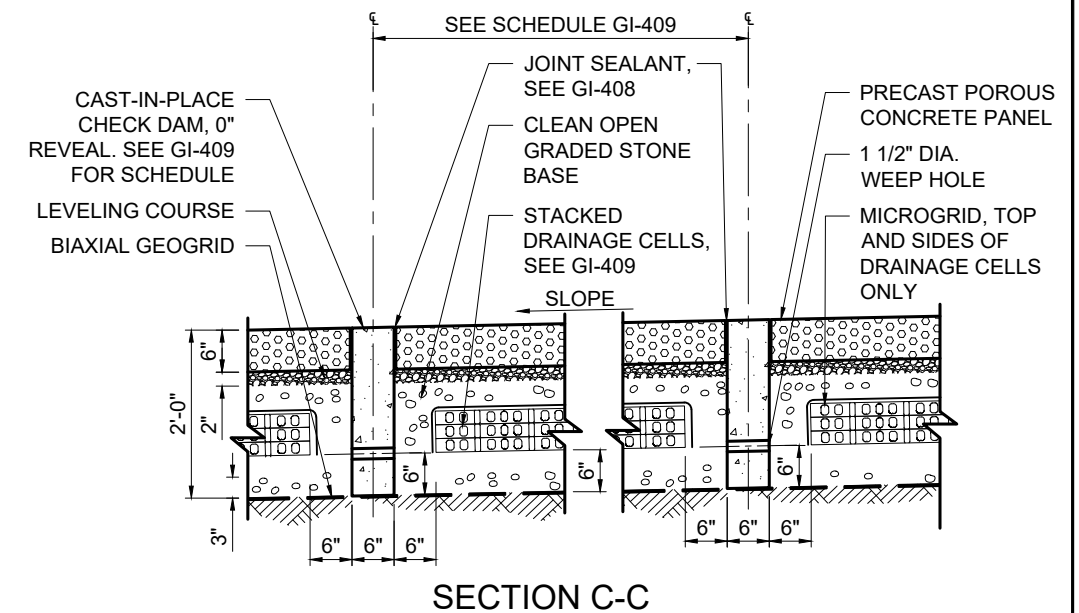 ℄
℄
SEE SCHEDULE GI-409
CAST-IN-PLACE
CHECK DAM, 0"
REVEAL. SEE GI-409
FOR SCHEDULE
LEVELING COURSE
BIAXIAL GEOGRID
JOINT SEALANT,
SEE GI-408
CLEAN OPEN
GRADED STONE
BASE
STACKED
DRAINAGE CELLS,
SEE GI-409
SLOPE
PRECAST POROUS
CONCRETE PANEL
1 1/2" DIA.
WEEP HOLE
MICROGRID, TOP
AND SIDES OF
DRAINAGE CELLS
ONLY
2'-0"
6"
2"
3"
6"
6"
6"
6" 6" 6"
6" 6" 6"
SECTION C-C